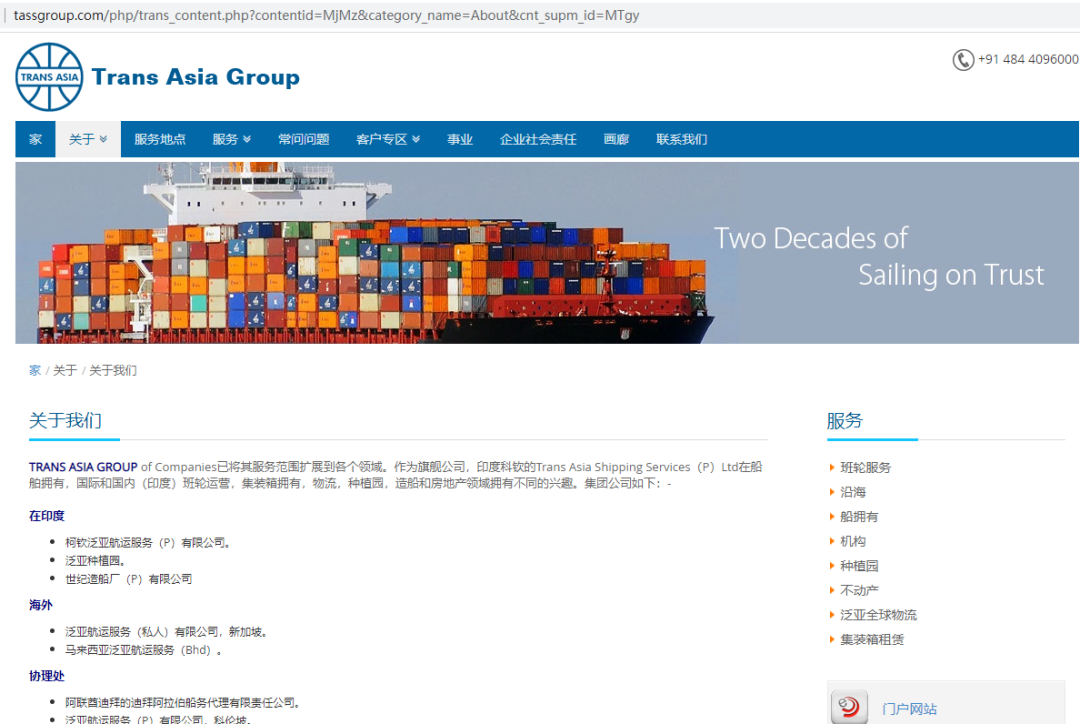 tassgroup.com/php/trans_content.php?contentid=MjMz&category_name=About&cnt_supm_id=MTgy
TRANS ASIA
Trans Asia Group
+91 484 4096000
家 关于 服务地点 服务 常问问题 客户专区 事业 企业社会责任 画廊 联系我们
Two Decades of
Sailing on Trust
家 / 关于 / 关于我们
关于我们
TRANS ASIA GROUP of Companies已将其服务范围扩展到各个领域。作为旗舰公司，印度科钦的Trans Asia Shipping Services（P）Ltd在船
舶拥有，国际和国内（印度）班轮运营，集装箱拥有，物流，种植园，造船和房地产领域拥有不同的兴趣。集团公司如下：-
在印度
柯钦泛亚航运服务（P）有限公司。
泛亚种植园。
世纪造船厂（P）有限公司
海外
泛亚航运服务（私人）有限公司，新加坡。
马来西亚泛亚航运服务（Bhd）。
协理处
阿联酋迪拜的迪拜阿拉伯船务代理有限责任公司。
泛亚航运服务（P）有限公司，科伦坡。
服务
班轮服务
沿海
船拥有
机构
种植园
不动产
泛亚全球物流
集装箱租赁
门户网站